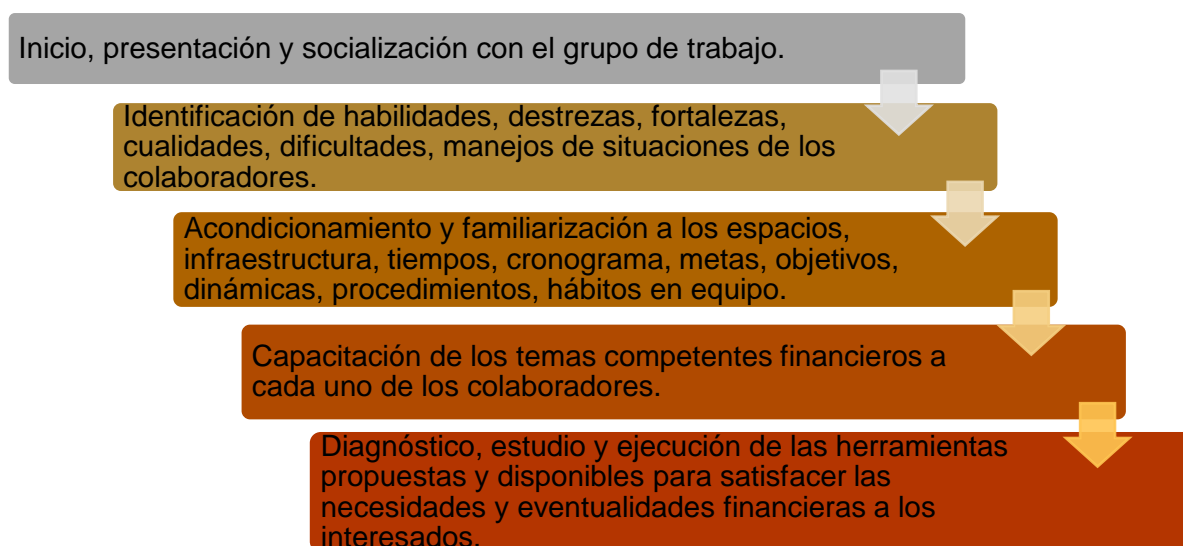 Inicio, presentación y socialización con el grupo de trabajo.
Identificación de habilidades, destrezas, fortalezas,
cualidades, dificultades, manejos de situaciones de los
colaboradores.
Acondicionamiento y familiarización a los espacios,
infraestructura, tiempos, cronograma, metas, objetivos,
dinámicas, procedimientos, hábitos en equipo.
Capacitación de los temas competentes financieros a
cada uno de los colaboradores.
Diagnóstico, estudio y ejecución de las herramientas
propuestas y disponibles para satisfacer las
necesidades y eventualidades financieras a los
interesados.